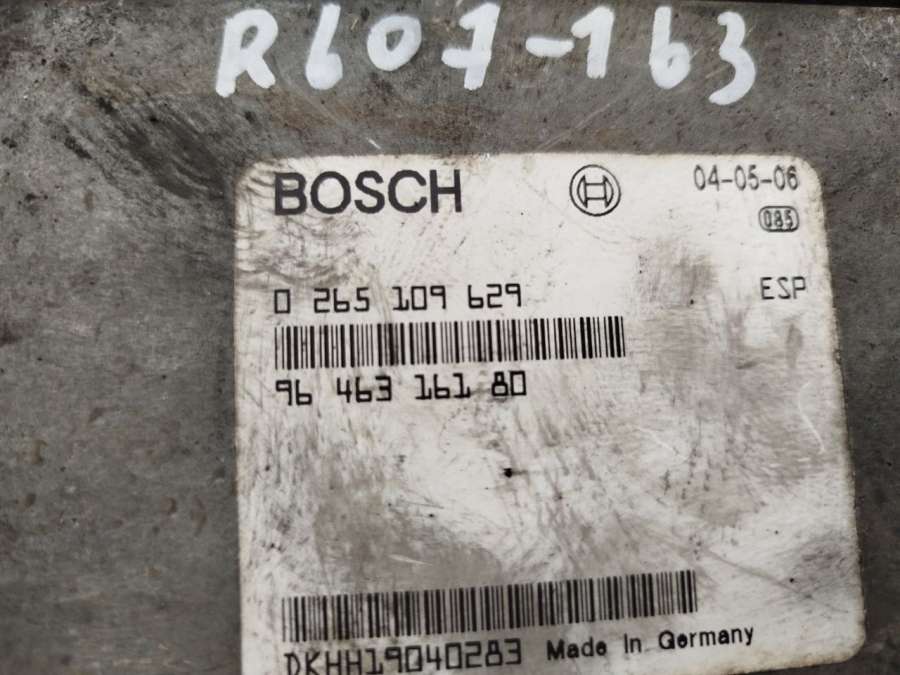 R607-163
BOSCH
04-05-06
085
0 265 109 629
ESP
96 463 161 80
DKHH19040283 Made in Germany